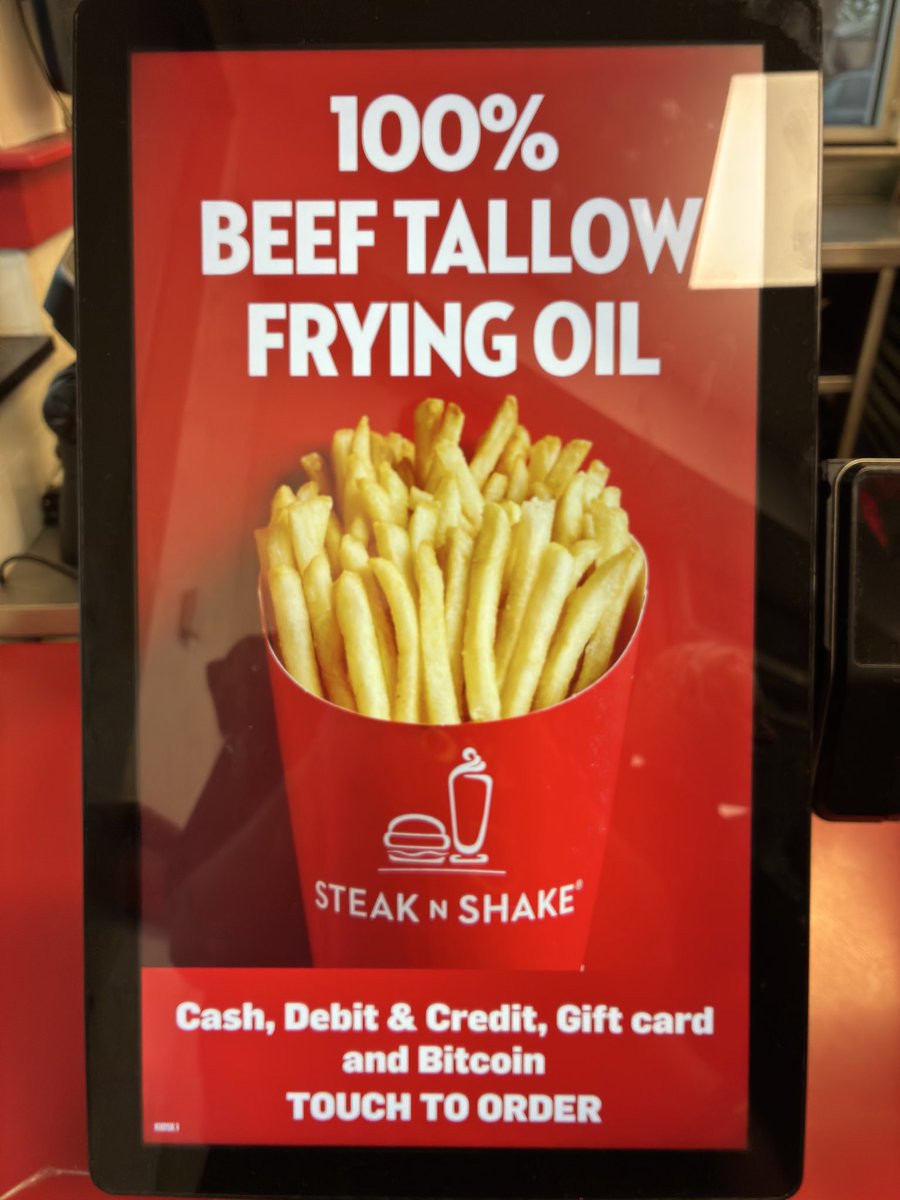 100%
BEEF TALLOW
FRYING OIL
STEAK N SHAKE®
Cash, Debit & Credit, Gift card
and Bitcoin
TOUCH TO ORDER